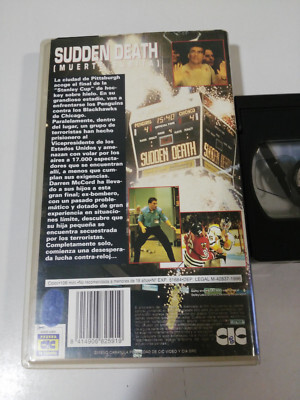 SUDDEN DEATH
La ciudad de Pittsburgh
acoge el gran final de la
"Stanley Cup" de hoc-
key sobre hielo. En su
grandioso estadio, van a
enfrentarse los Penguins
contra los Blackhawks
de Chicago.
Paralelamente, dentro
del lugar, un grupo de
terroristas han hecho
prisionero al
Vicepresidente de los
Estados Unidos y ame-
nazan con volar por los
aires a 17.000 especta-
dores que se encuentran
allí, a menos que cum-
plan sus exigencias.
Darren McCord ha lleva-
do a sus hijos a esta
gran final; ex-bombero,
con un pasado proble-
mático y dotado de gran
experiencia en situacio-
nes límite, descubre que
su hija pequeña se
encuentra secuestrada
por los terroristas.
Completamente solo,
comienza una desespera-
da lucha contra-reloj...
15:40
SUDDEN DEATH
CIC